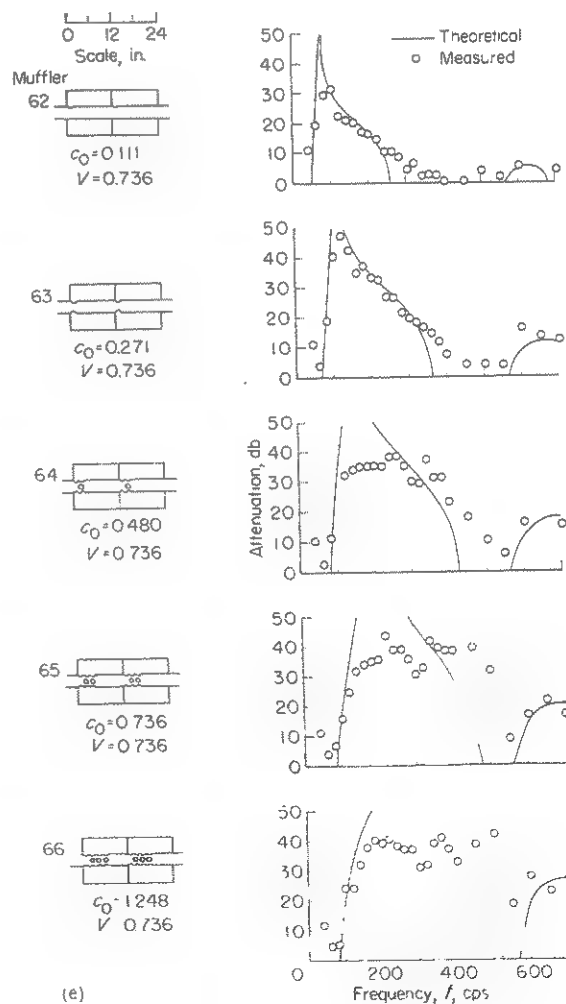 0 12 24
Scale, in.
Muffler
62
c₀=0.111
V=0.736
63
c₀=0.271
V=0.736
64
c₀=0.480
V=0.736
65
c₀=0.736
V=0.736
66
c₀-1248
V 0.736
(e)
Theoretical
Measured
50
40
30
20
10
0
50
40
30
20
10
0
50
40
30
20
10
0
Attenuation, db
50
40
30
20
10
0
50
40
30
20
10
0
200 400 600
Frequency, f, cps